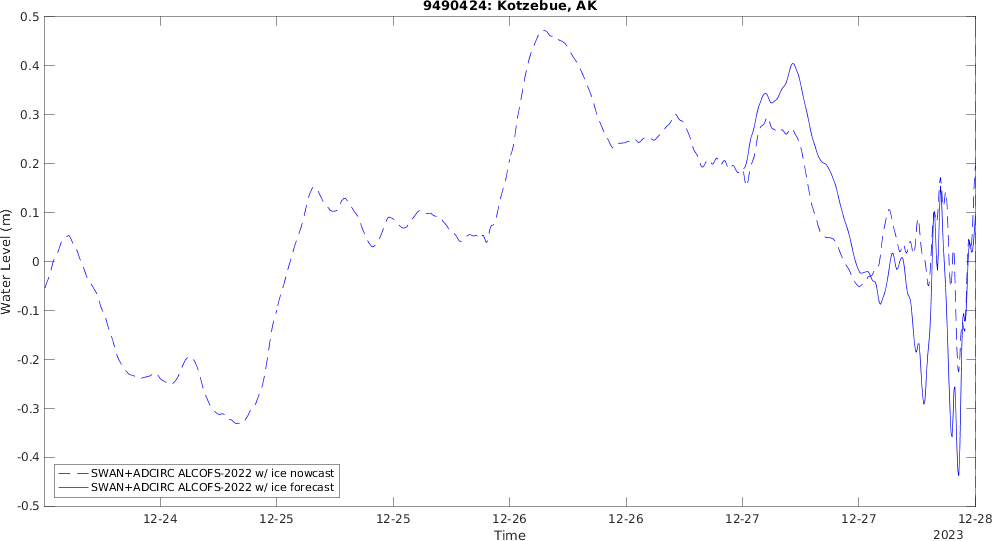 9490424: Kotzebue, AK
0.5
0.4
0.3
0.2
0.1
0
-0.1
-0.2
-0.3
-0.4
-0.5
Water Level (m)
SWAN+ADCIRC ALCOFS-2022 w/ ice nowcast
SWAN+ADCIRC ALCOFS-2022 w/ ice forecast
12-24 12-25 12-25 12-26 12-26 12-27 12-27 12-28
Time
2023